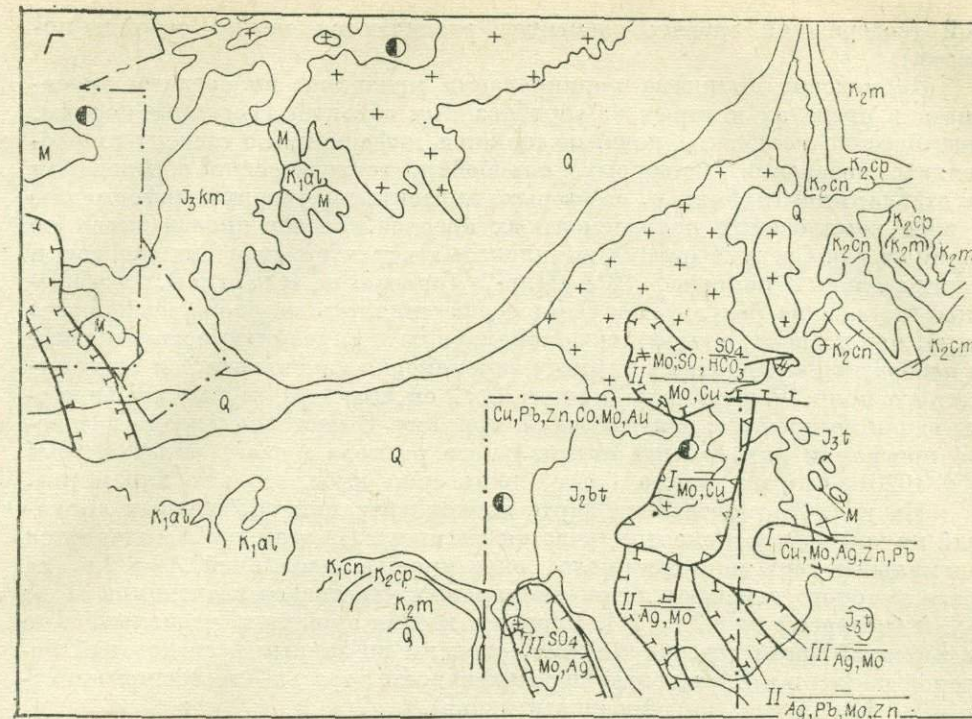 Г
K₂m
M
M
K₁al
M
J₃km
Q
K₂cp
K₂cn
Q
K₂cp
K₂cn
K₂m
K₂m
M
K₂cn
K₂cm
II Mo; SO; SO₄/HCO₃
Mo, Cu
Q
Cu, Pb, Zn, Co, Mo, Au
Q
J₃t
J₂bt
I —
Mo, Cu
M
K₁al
K₁al
I —
Cu, Mo, Ag, Zn, Pb
K₁cn
K₂cp
K₂m
Q
II —
Ag, Mo
J₃t
III SO₄
Mo, Ag
III —
Ag, Mo
II —
Ag, Pb, Mo, Zn